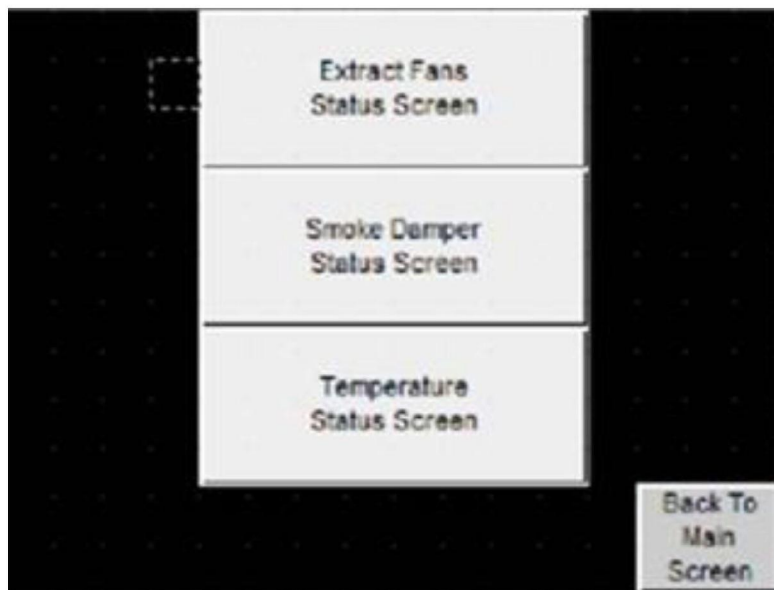 Extract Fans
Status Screen
Smoke Damper
Status Screen
Temperature
Status Screen
Back To
Main
Screen